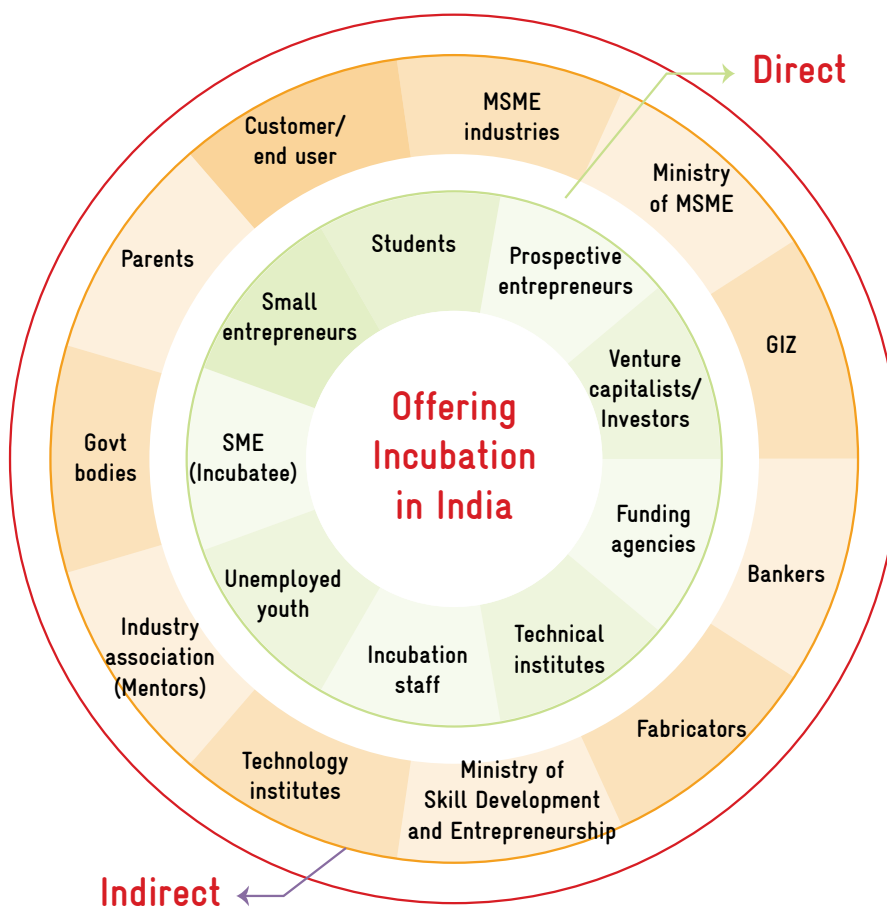 Direct
Customer/
end user
MSME
industries
Ministry
of MSME
GIZ
Bankers
Fabricators
Ministry of
Skill Development
and Entrepreneurship
Technology
institutes
Industry
association
(Mentors)
Govt
bodies
Parents
Students
Prospective
entrepreneurs
Venture
capitalists/
Investors
Funding
agencies
Technical
institutes
Incubation
staff
Unemployed
youth
SME
(Incubatee)
Small
entrepreneurs
Offering
Incubation
in India
Indirect